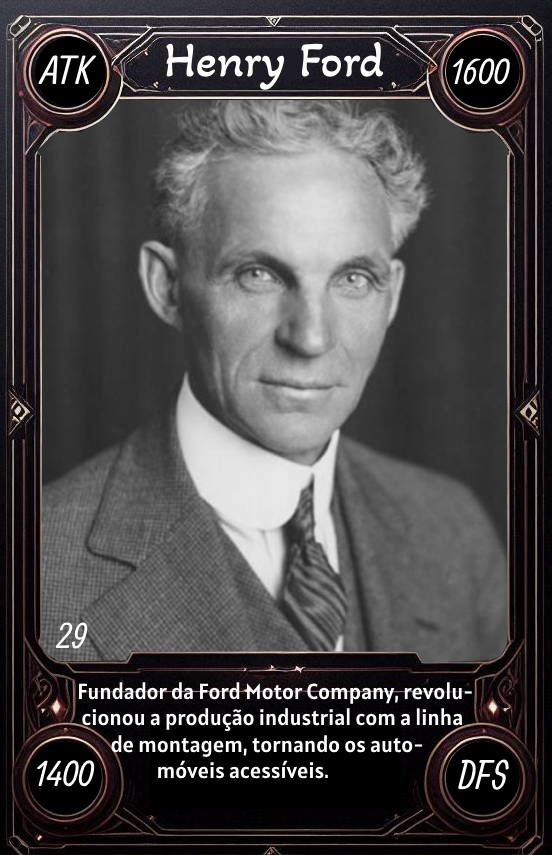 ATK
Henry Ford
1600
29
Fundador da Ford Motor Company, revolu-
cionou a produção industrial com a linha
de montagem, tornando os auto-
móveis acessíveis.
1400
DFS